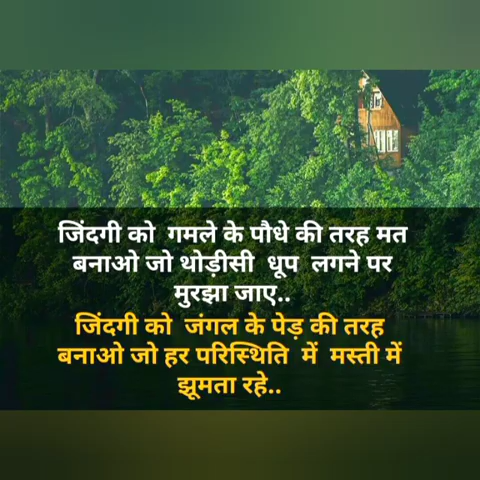 जिंदगी को गमले के पौधे की तरह मत
बनाओ जो थोड़ीसी धूप लगने पर
मुरझा जाए..
जिंदगी को जंगल के पेड़ की तरह
बनाओ जो हर परिस्थिति में मस्ती में
झूमता रहे..